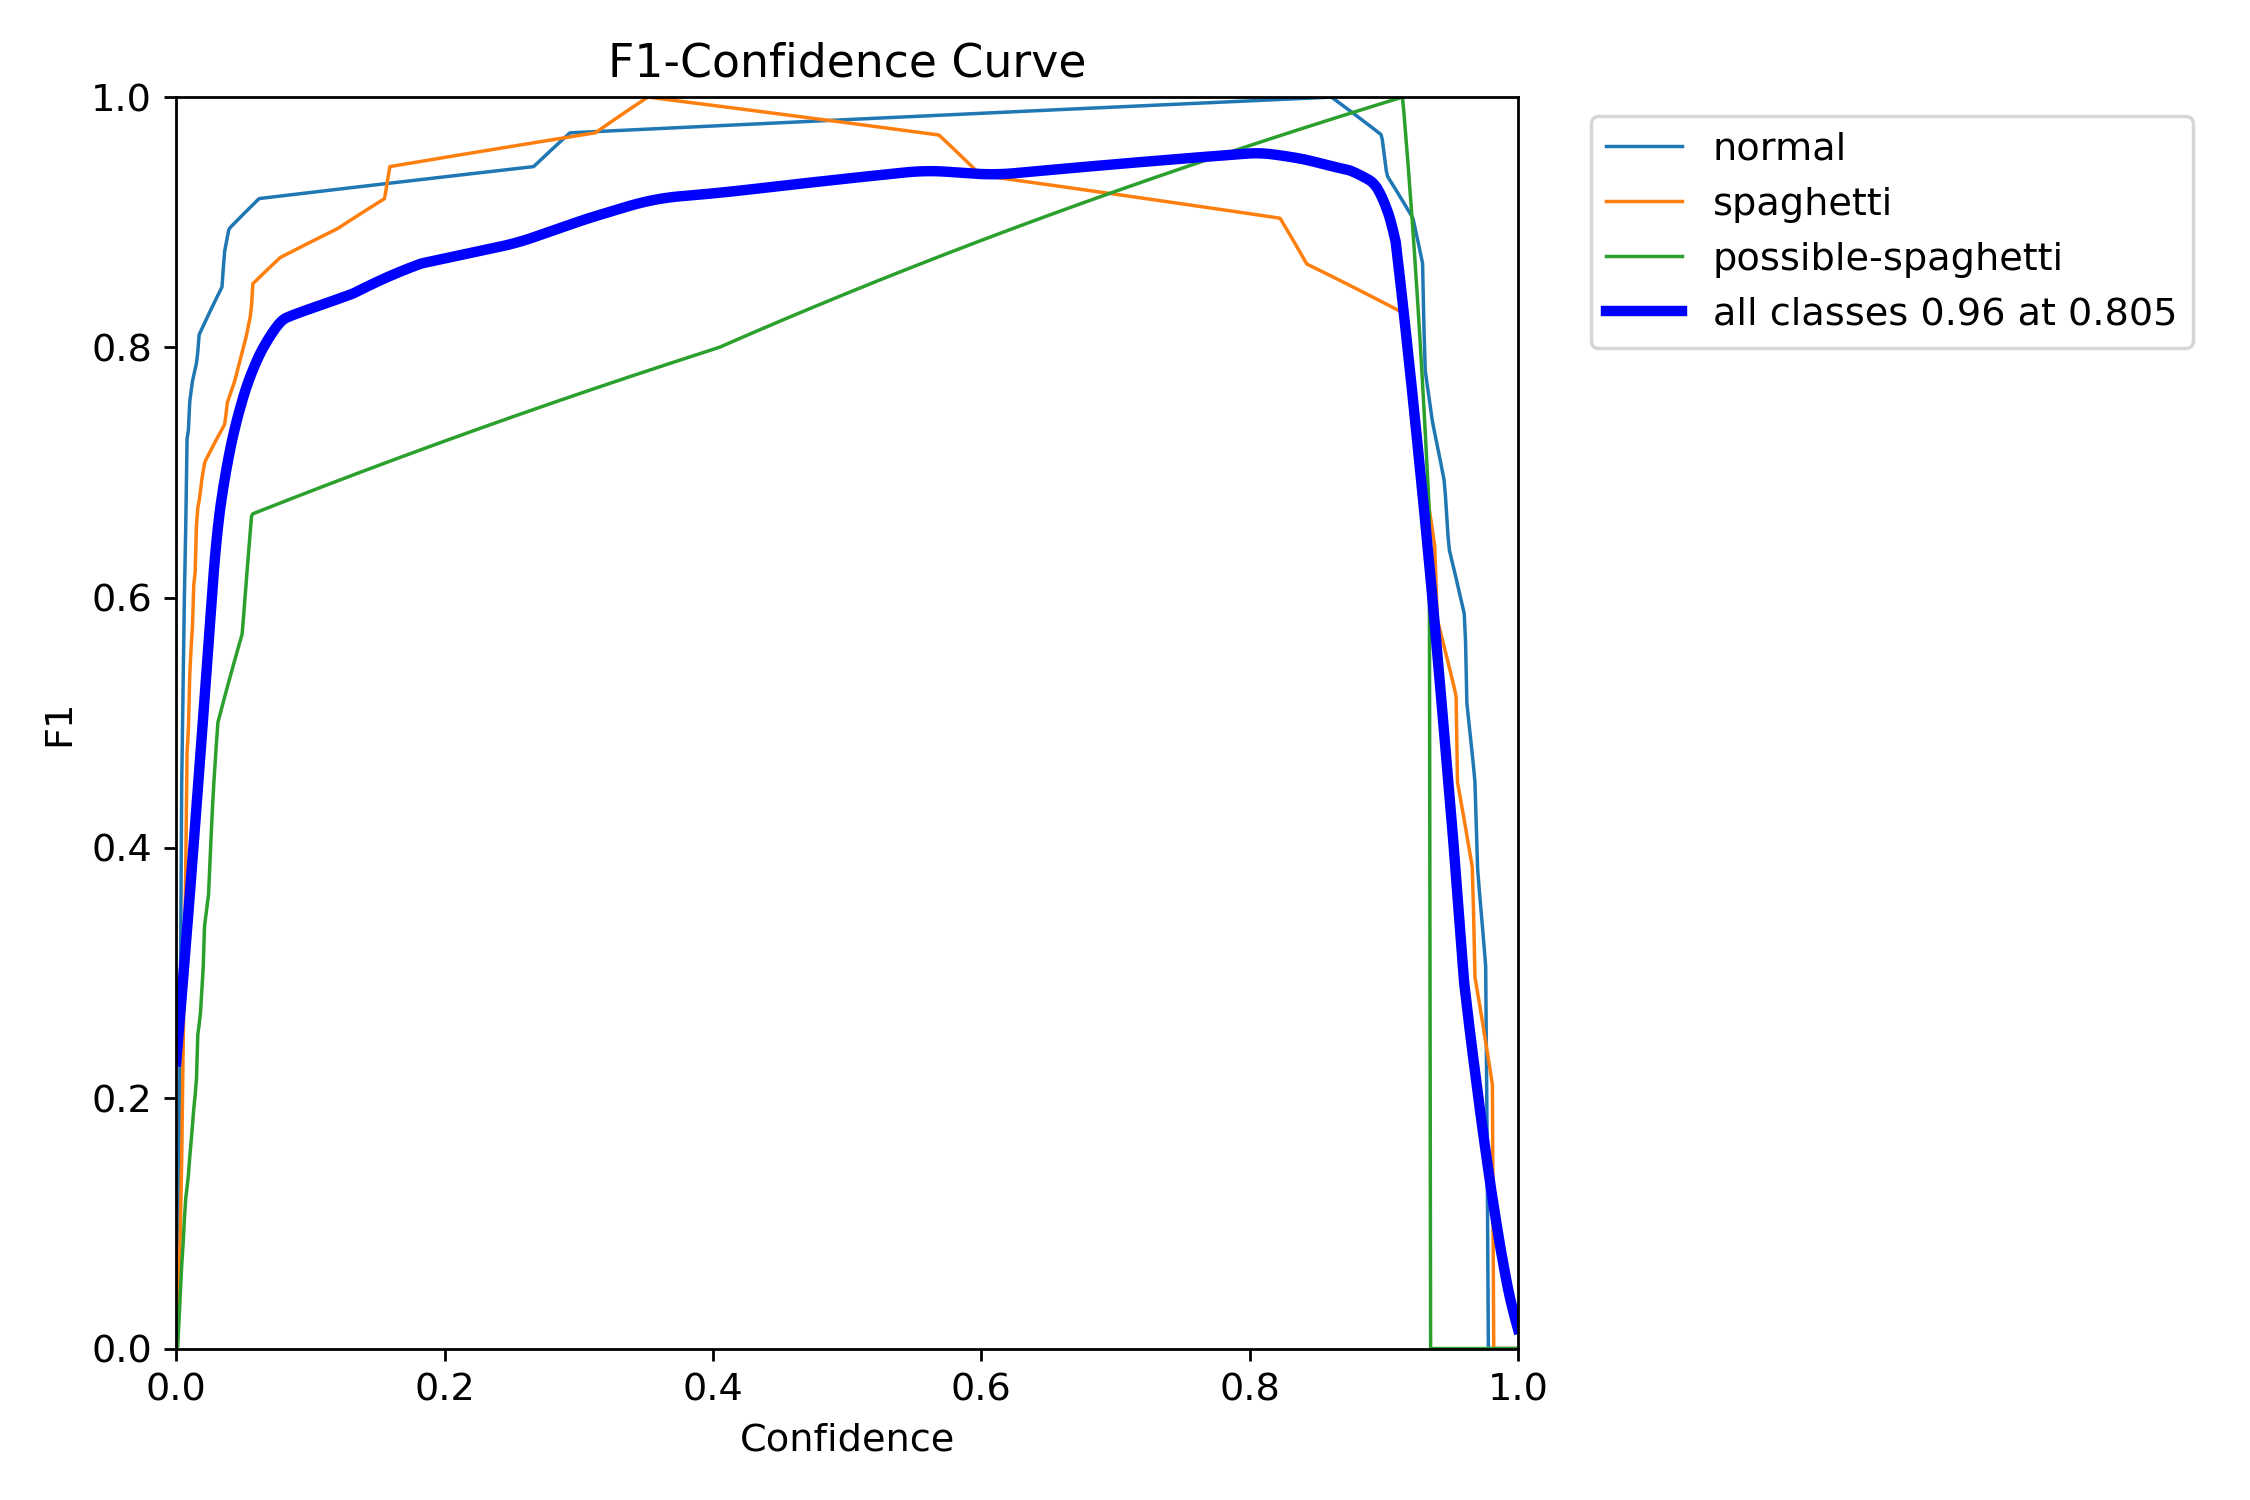 F1-Confidence Curve
1.0
0.8
0.6
0.4
0.2
0.0
F1
0.0 0.2 0.4 0.6 0.8 1.0
Confidence
normal
spaghetti
possible-spaghetti
all classes 0.96 at 0.805